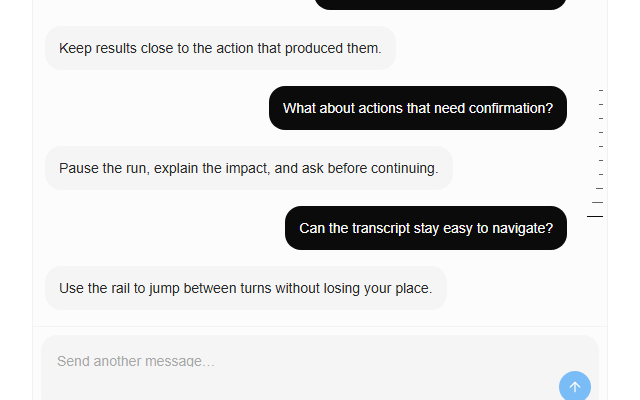 Keep results close to the action that produced them.
What about actions that need confirmation?
Pause the run, explain the impact, and ask before continuing.
Can the transcript stay easy to navigate?
Use the rail to jump between turns without losing your place.
Send another message…